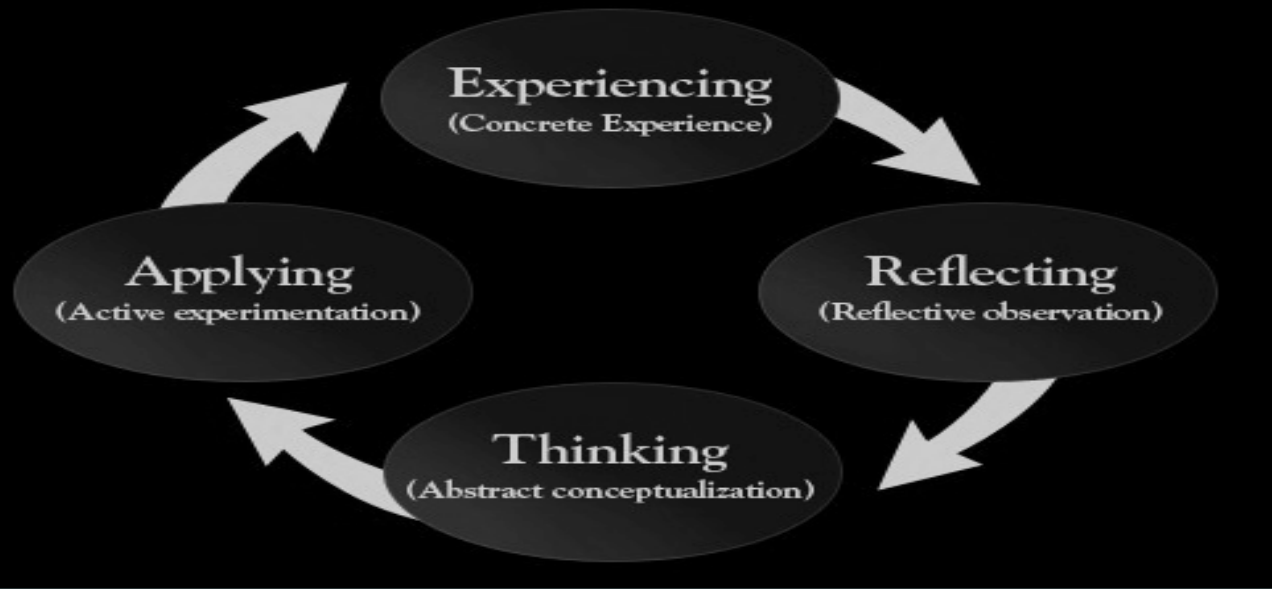 Experiencing
(Concrete Experience)
Applying
(Active experimentation)
Reflecting
(Reflective observation)
Thinking
(Abstract conceptualization)